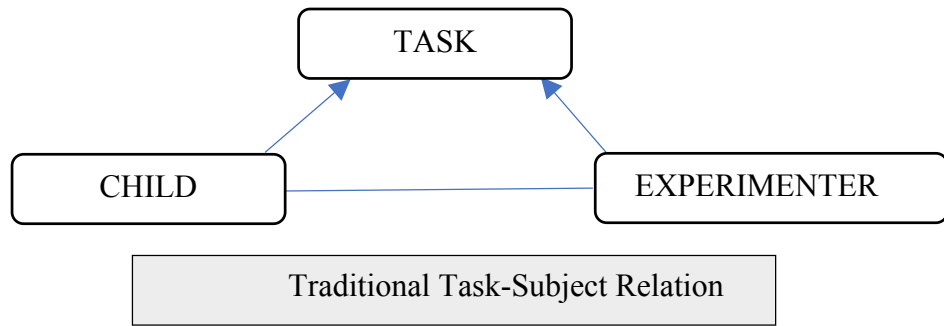 TASK
CHILD
EXPERIMENTER
Traditional Task-Subject Relation